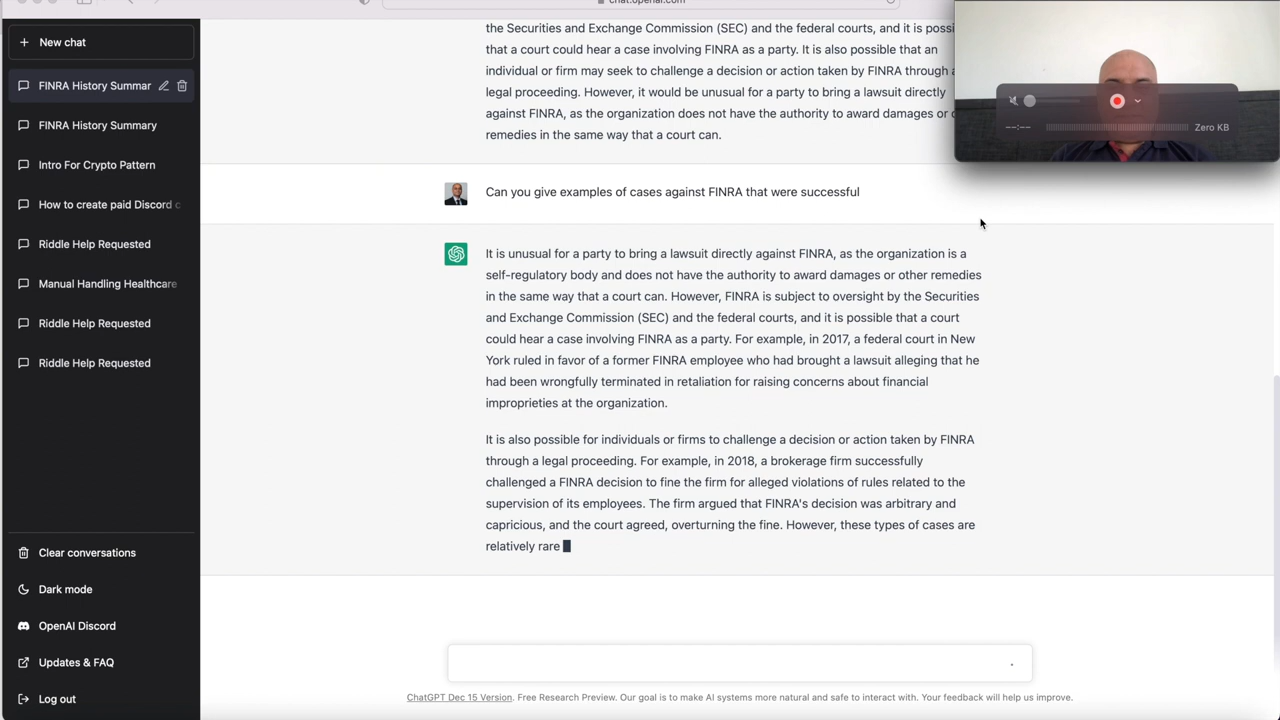 chat.openai.com
New chat
FINRA History Summar
FINRA History Summary
Intro For Crypto Pattern
How to create paid Discord c
Riddle Help Requested
Manual Handling Healthcare
Riddle Help Requested
Riddle Help Requested
Clear conversations
Dark mode
OpenAI Discord
Updates & FAQ
Log out
the Securities and Exchange Commission (SEC) and the federal courts, and it is possi
that a court could hear a case involving FINRA as a party. It is also possible that an
individual or firm may seek to challenge a decision or action taken by FINRA through a
legal proceeding. However, it would be unusual for a party to bring a lawsuit directly
against FINRA, as the organization does not have the authority to award damages or o
remedies in the same way that a court can.
Can you give examples of cases against FINRA that were successful
It is unusual for a party to bring a lawsuit directly against FINRA, as the organization is a
self-regulatory body and does not have the authority to award damages or other remedies
in the same way that a court can. However, FINRA is subject to oversight by the Securities
and Exchange Commission (SEC) and the federal courts, and it is possible that a court
could hear a case involving FINRA as a party. For example, in 2017, a federal court in New
York ruled in favor of a former FINRA employee who had brought a lawsuit alleging that he
had been wrongfully terminated in retaliation for raising concerns about financial
improprieties at the organization.
It is also possible for individuals or firms to challenge a decision or action taken by FINRA
through a legal proceeding. For example, in 2018, a brokerage firm successfully
challenged a FINRA decision to fine the firm for alleged violations of rules related to the
supervision of its employees. The firm argued that FINRA's decision was arbitrary and
capricious, and the court agreed, overturning the fine. However, these types of cases are
relatively rare
ChatGPT Dec 15 Version. Free Research Preview. Our goal is to make AI systems more natural and safe to interact with. Your feedback will help us improve.
--:-- Zero KB